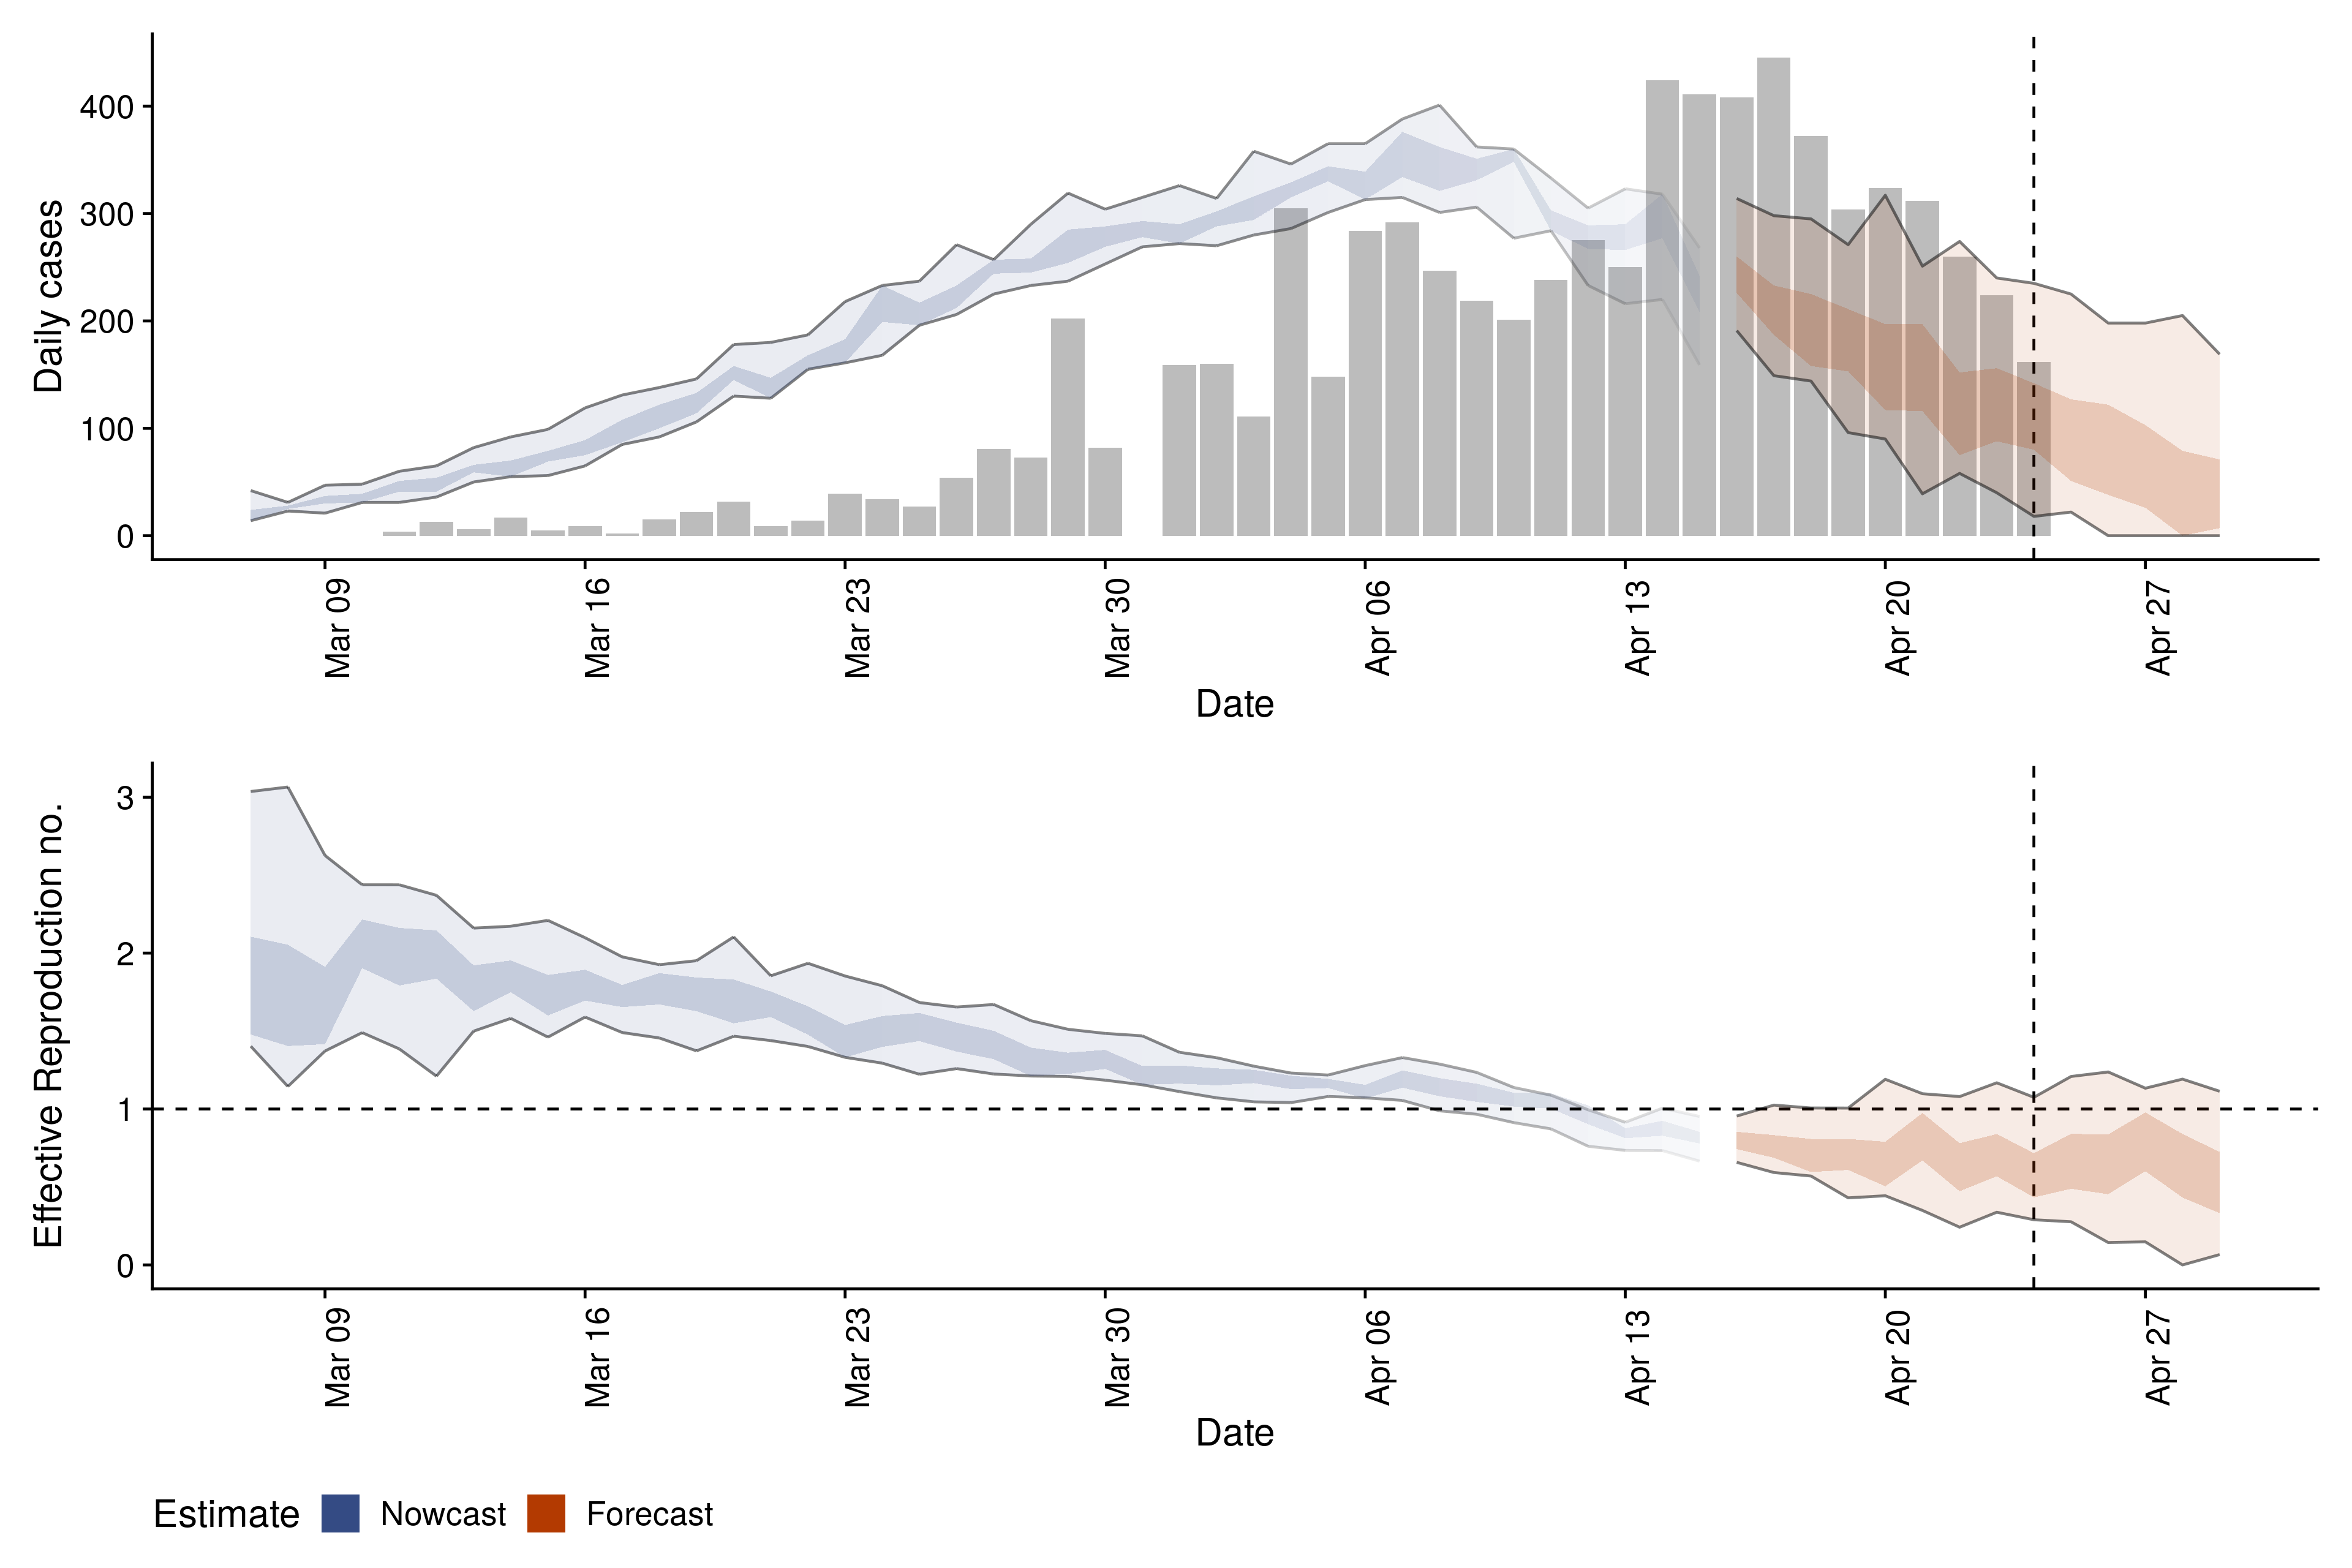 Daily cases
400
300
200
100
0
Mar 09
Mar 16
Mar 23
Mar 30
Apr 06
Apr 13
Apr 20
Apr 27
Date
Effective Reproduction no.
3
2
1
0
Mar 09
Mar 16
Mar 23
Mar 30
Apr 06
Apr 13
Apr 20
Apr 27
Date
Estimate Nowcast Forecast